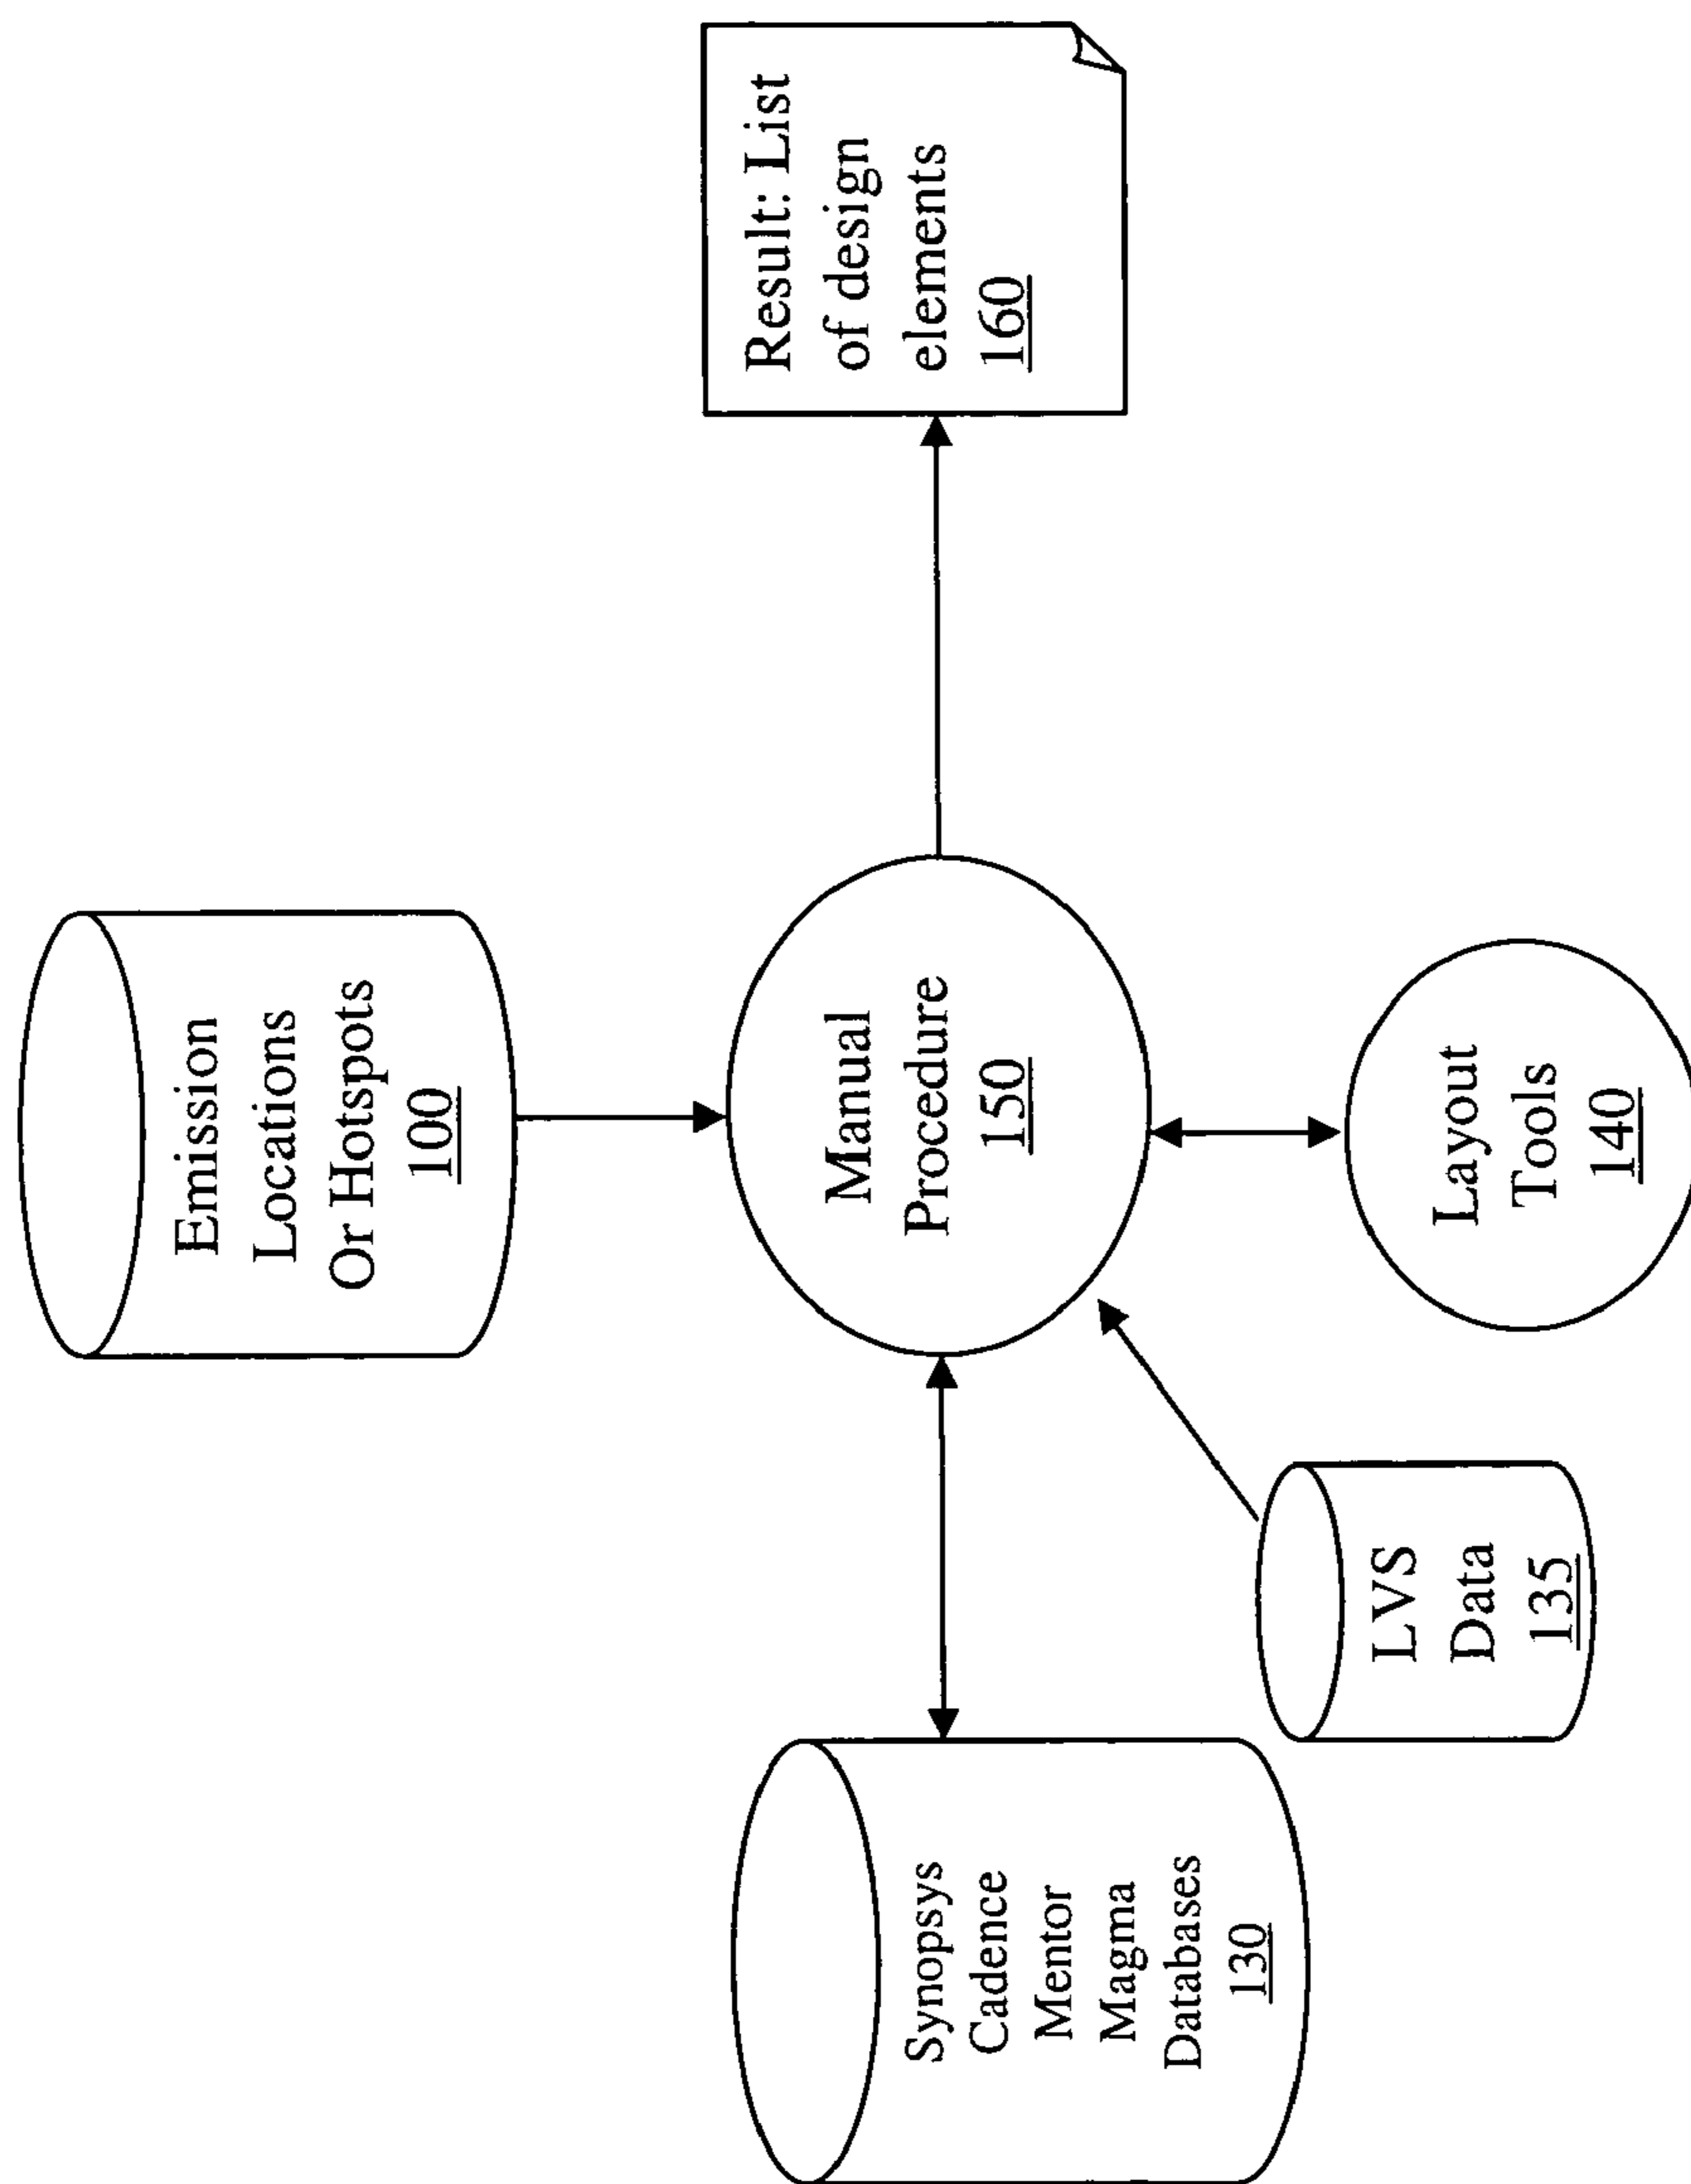 Emission
Locations
Or Hotspots
100
Synopsys
Cadence
Mentor
Magma
Databases
130
Manual
Procedure
150
Result: List
of design
elements
160
LVS
Data
135
Layout
Tools
140